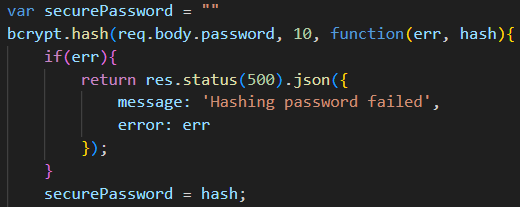 var securePassword = ""
bcrypt.hash(req.body.password, 10, function(err, hash){
    if(err){
        return res.status(500).json({
            message: 'Hashing password failed',
            error: err
        });
    }
    securePassword = hash;